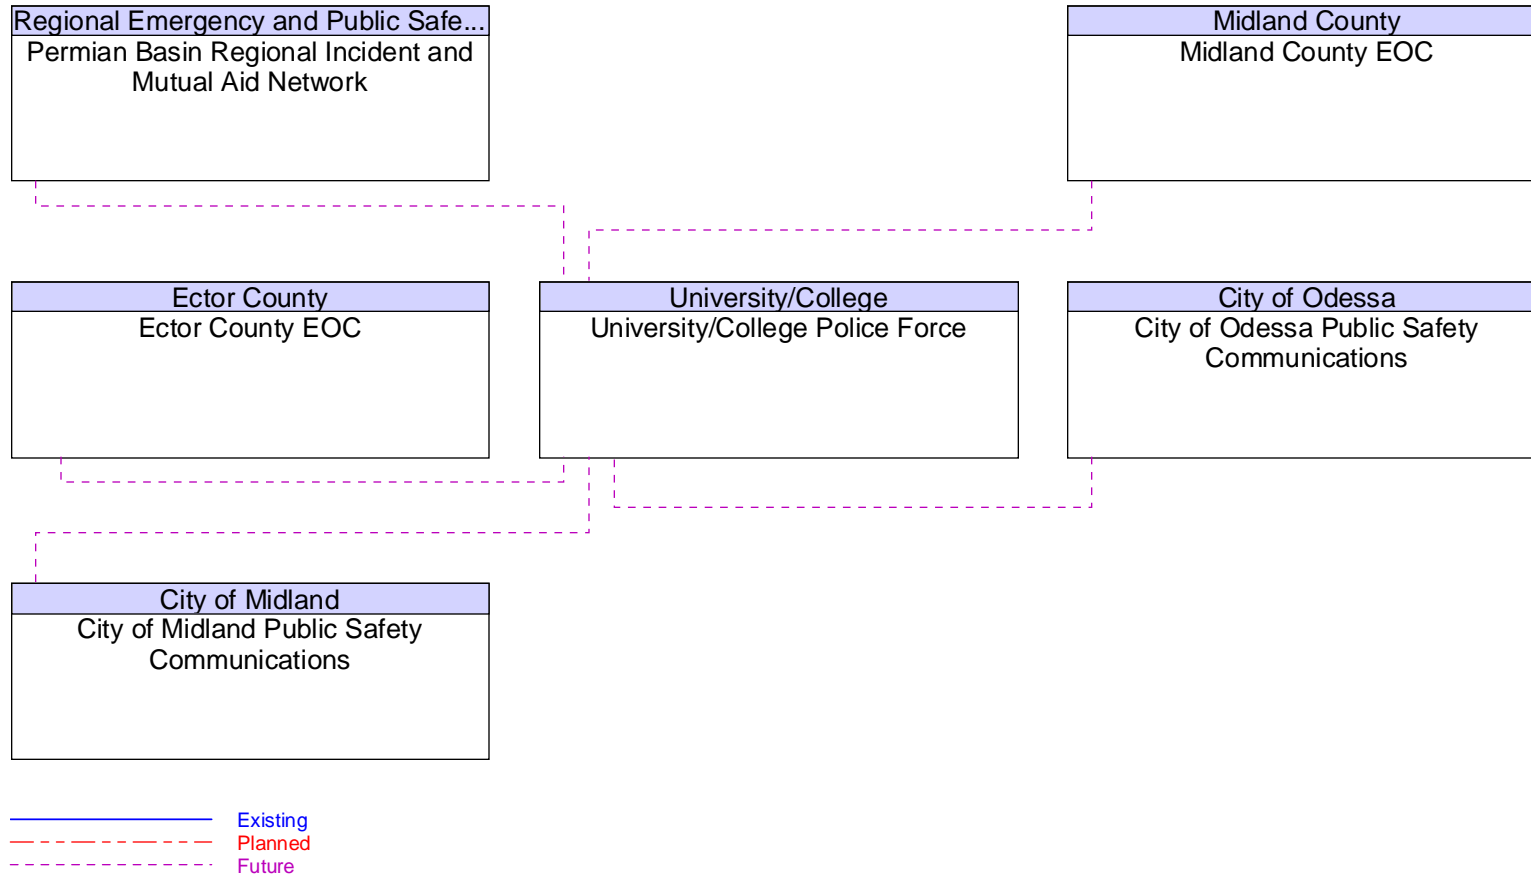 Regional Emergency and Public Safe...
Permian Basin Regional Incident and
Mutual Aid Network
Midland County
Midland County EOC
Ector County
Ector County EOC
University/College
University/College Police Force
City of Odessa
City of Odessa Public Safety
Communications
City of Midland
City of Midland Public Safety
Communications
Existing
Planned
Future